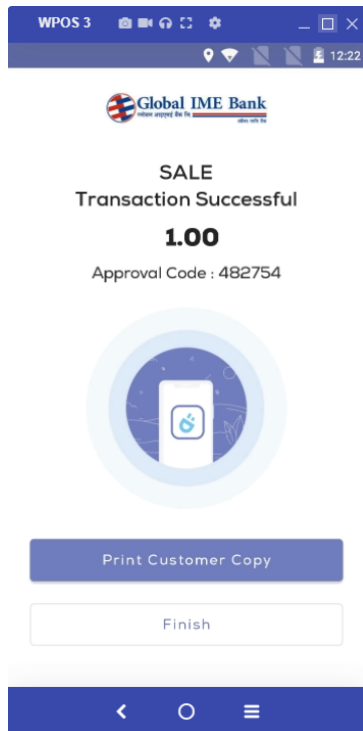 WPOS 3
12:22
Global IME Bank
SALE
Transaction Successful
1.00
Approval Code : 482754
Print Customer Copy
Finish